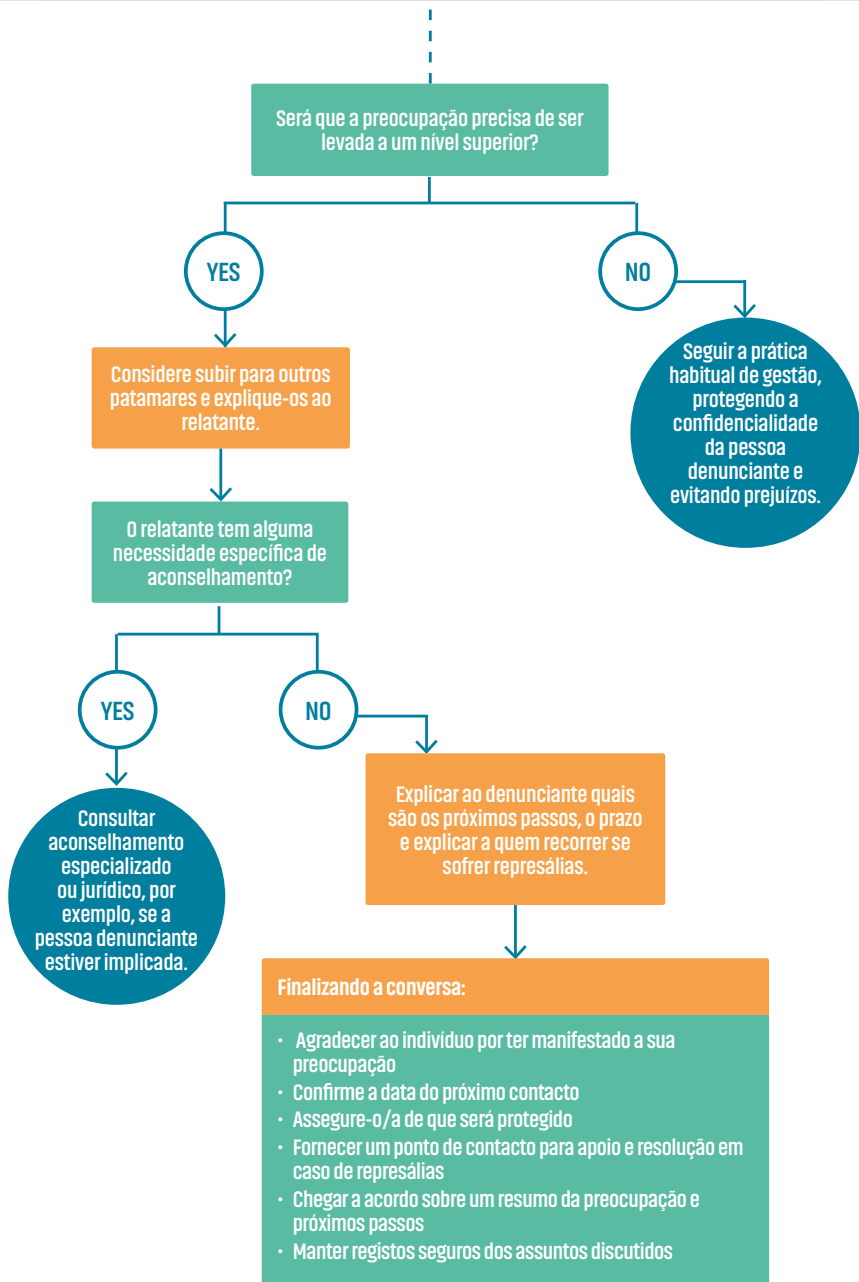 Será que a preocupação precisa de ser
levada a um nível superior?
YES
NO
Considere subir para outros
patamares e explique-os ao
relatante.
Seguir a prática
habitual de gestão,
protegendo a
confidencialidade
da pessoa
denunciante e
evitando prejuízos.
O relatante tem alguma
necessidade específica de
aconselhamento?
YES
NO
Consultar
aconselhamento
especializado
ou jurídico, por
exemplo, se a
pessoa denunciante
estiver implicada.
Explicar ao denunciante quais
são os próximos passos, o prazo
e explicar a quem recorrer se
sofrer represálias.
Finalizando a conversa:
• Agradecer ao indivíduo por ter manifestado a sua
preocupação
• Confirme a data do próximo contacto
• Assegure-o/a de que será protegido
• Fornecer um ponto de contacto para apoio e resolução em
caso de represálias
• Chegar a acordo sobre um resumo da preocupação e
próximos passos
• Manter registos seguros dos assuntos discutidos